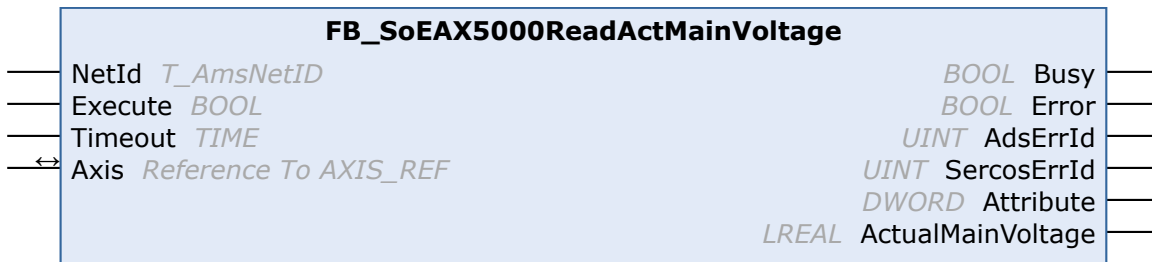 FB_SoEAX5000ReadActMainVoltage
NetId T_AmsNetID BOOL Busy
Execute BOOL BOOL Error
Timeout TIME UINT AdsErrId
↔ Axis Reference To AXIS_REF UINT SercosErrId
DWORD Attribute
LREAL ActualMainVoltage